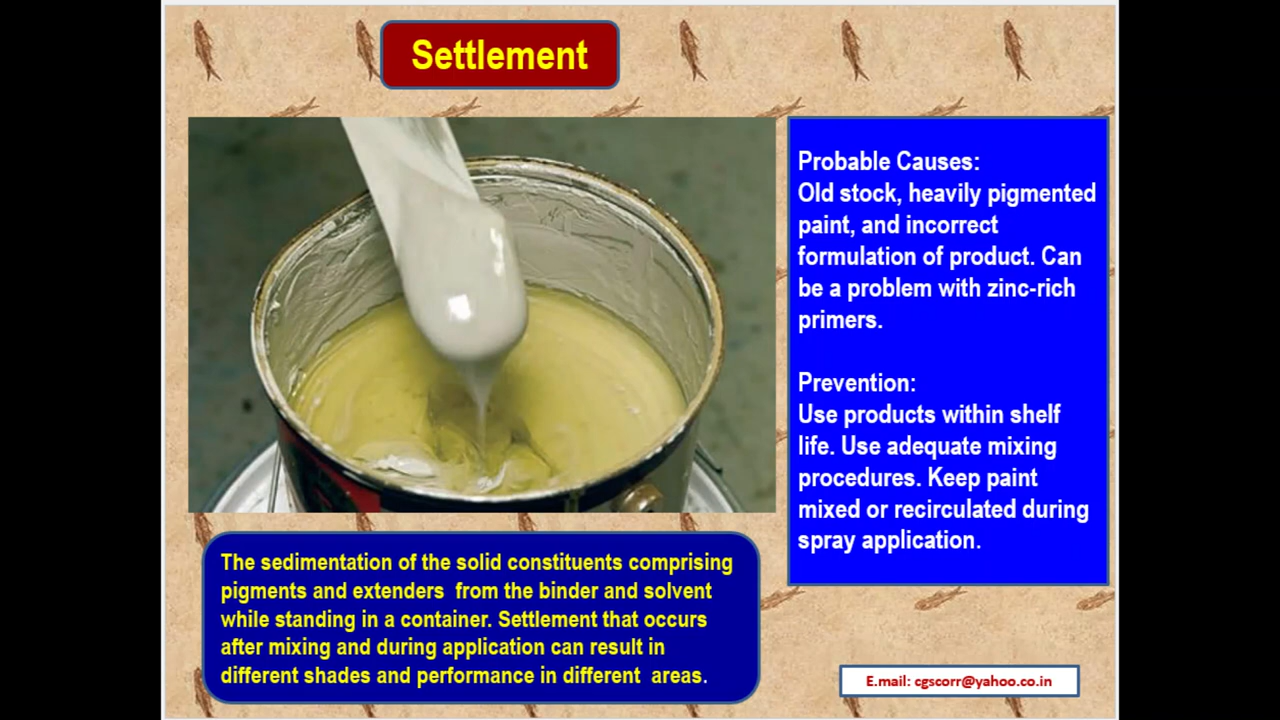 Settlement
Probable Causes:
Old stock, heavily pigmented
paint, and incorrect
formulation of product. Can
be a problem with zinc-rich
primers.
Prevention:
Use products within shelf
life. Use adequate mixing
procedures. Keep paint
mixed or recirculated during
spray application.
The sedimentation of the solid constituents comprising
pigments and extenders from the binder and solvent
while standing in a container. Settlement that occurs
after mixing and during application can result in
different shades and performance in different areas.
E.mail: cgscorr@yahoo.co.in